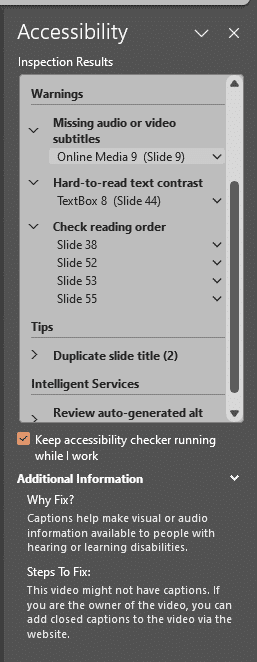 Accessibility
Inspection Results
Warnings
Missing audio or video
subtitles
Online Media 9 (Slide 9)
Hard-to-read text contrast
TextBox 8 (Slide 44)
Check reading order
Slide 38
Slide 52
Slide 53
Slide 55
Tips
Duplicate slide title (2)
Intelligent Services
Review auto-generated alt
Keep accessibility checker running
while I work
Additional Information
Why Fix?
Captions help make visual or audio
information available to people with
hearing or learning disabilities.
Steps To Fix:
This video might not have captions. If
you are the owner of the video, you can
add closed captions to the video via the
website.